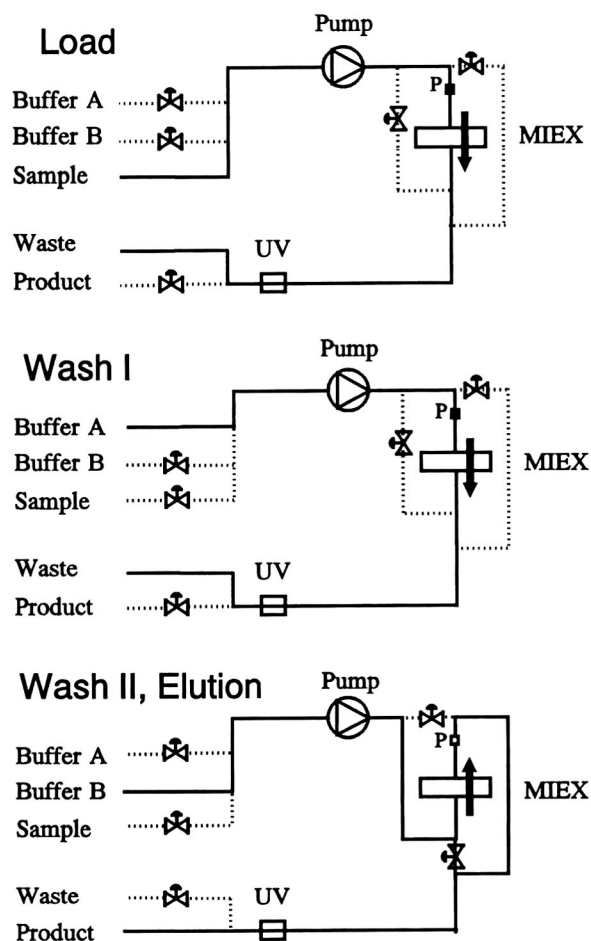 Load
Pump
Buffer A
Buffer B
Sample
P
MIEX
Waste
Product
UV
Wash I
Pump
Buffer A
Buffer B
Sample
P
MIEX
Waste
Product
UV
Wash II, Elution
Pump
Buffer A
Buffer B
Sample
P
MIEX
Waste
Product
UV